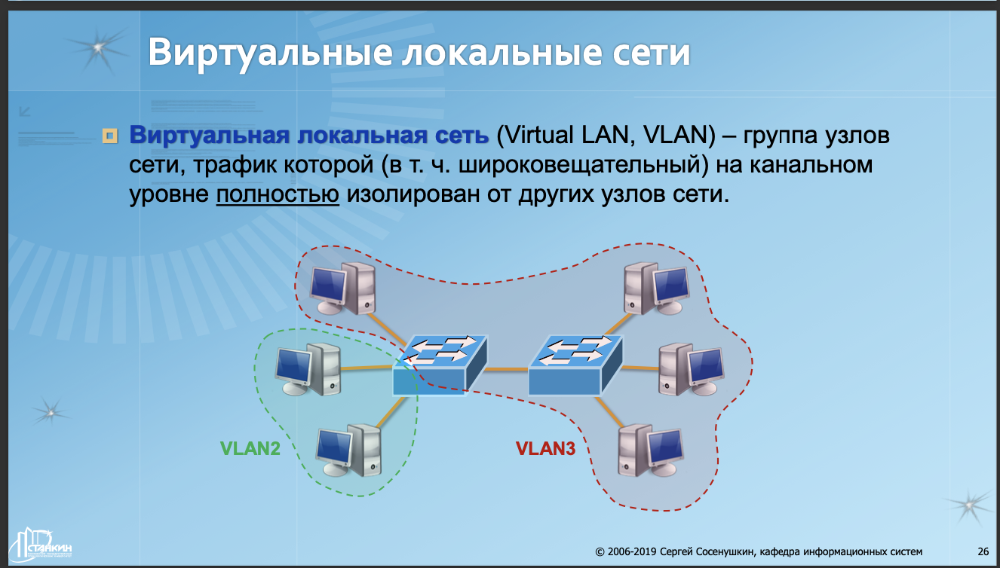 Виртуальные локальные сети
Виртуальная локальная сеть (Virtual LAN, VLAN) – группа узлов
сети, трафик которой (в т. ч. широковещательный) на канальном
уровне полностью изолирован от других узлов сети.
VLAN2
VLAN3
СТАНКИН
© 2006-2019 Сергей Сосенушкин, кафедра информационных систем
26